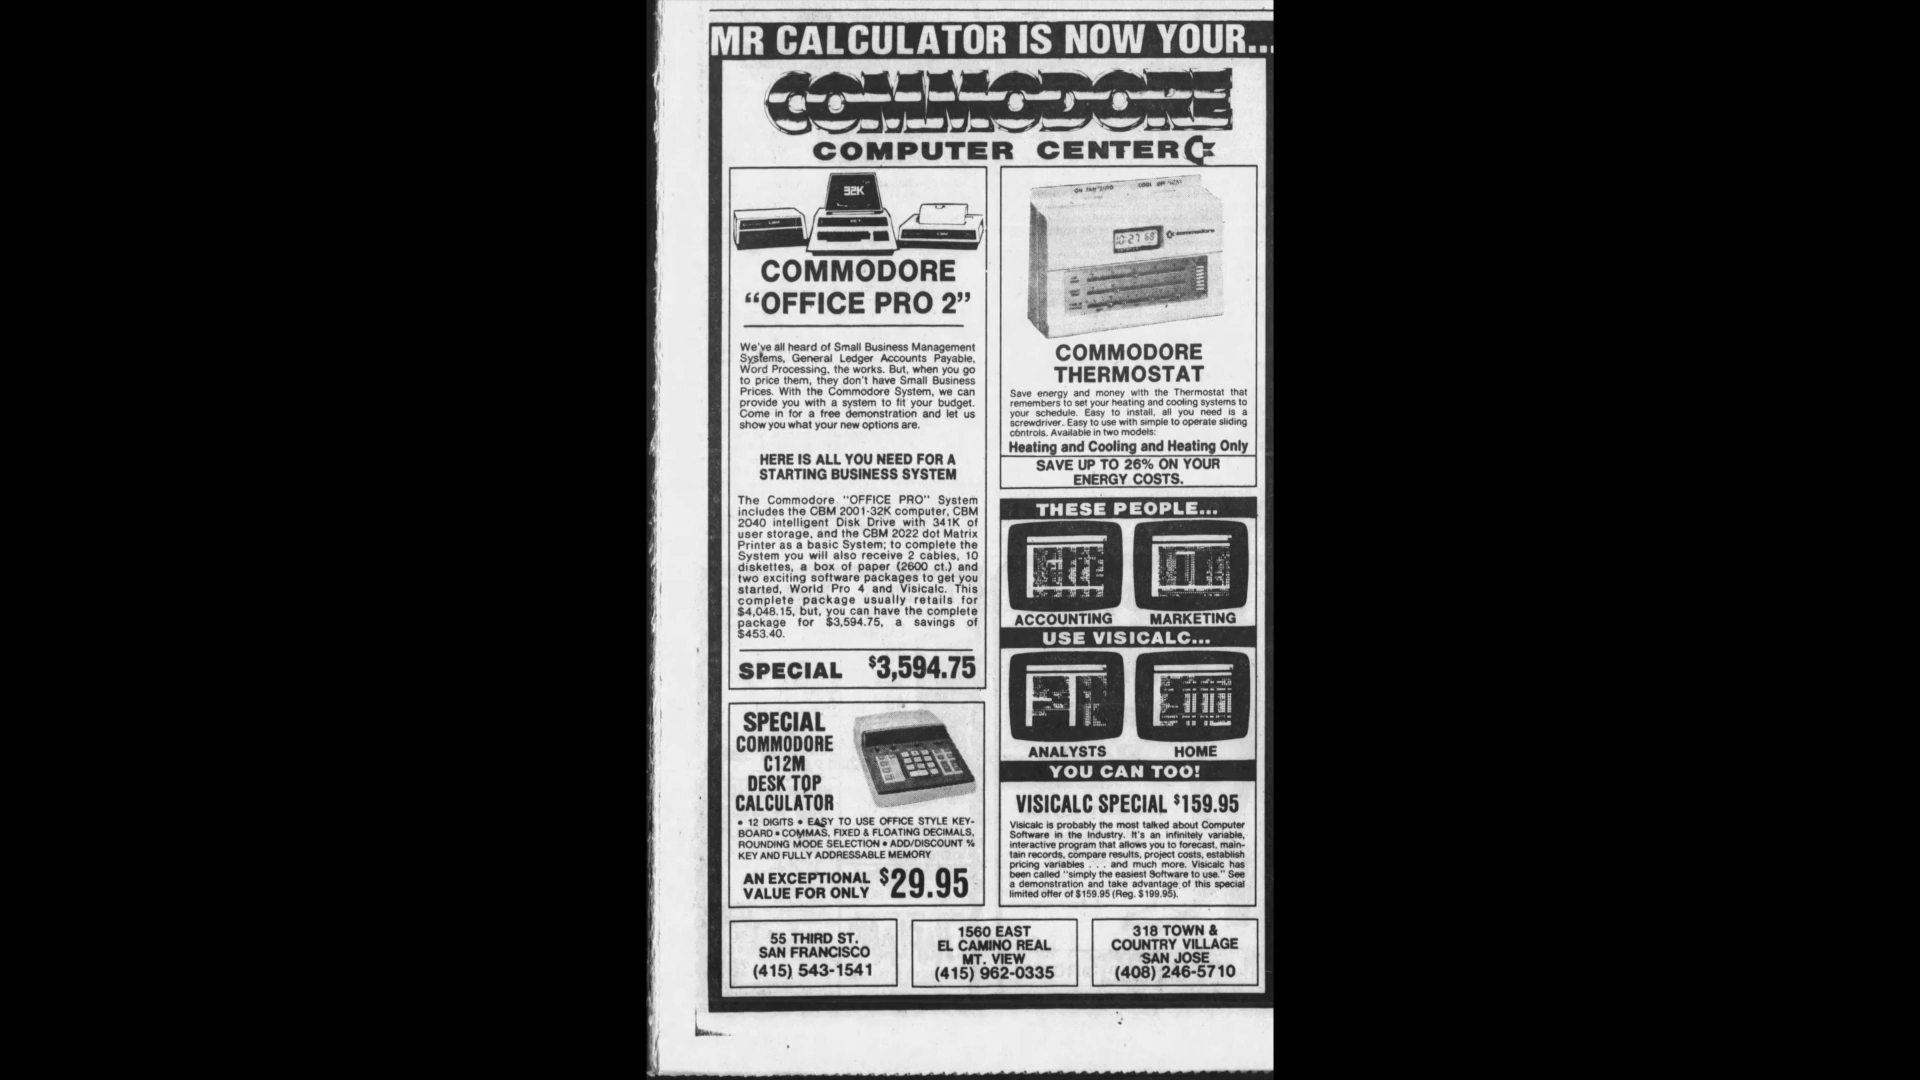 MR CALCULATOR IS NOW YOUR...
COMMODORE
COMPUTER CENTER
32K
COMMODORE
“OFFICE PRO 2”
We've all heard of Small Business Management
Systems, General Ledger Accounts Payable,
Word Processing, the works. But, when you go
to price them, they don't have Small Business
Prices. With the Commodore System, we can
provide you with a system to fit your budget.
Come in for a free demonstration and let us
show you what your new options are.
HERE IS ALL YOU NEED FOR A
STARTING BUSINESS SYSTEM
The Commodore “OFFICE PRO” System
includes the CBM 2001-32K computer, CBM
2040 intelligent Disk Drive with 341K of
user storage, and the CBM 2022 dot Matrix
Printer as a basic System; to complete the
System you will also receive 2 cables, 10
diskettes, a box of paper (2600 ct.) and
two exciting software packages to get you
started, World Pro 4 and Visicalc. This
complete package usually retails for
$4,048.15, but, you can have the complete
package for $3,594.75, a savings of
$453.40.
SPECIAL $3,594.75
SPECIAL
COMMODORE
C12M
DESK TOP
CALCULATOR
• 12 DIGITS • EASY TO USE OFFICE STYLE KEY-
BOARD • COMMAS, FIXED & FLOATING DECIMALS,
ROUNDING MODE SELECTION • ADD/DISCOUNT %
KEY AND FULLY ADDRESSABLE MEMORY
AN EXCEPTIONAL
VALUE FOR ONLY $29.95
10:27 68 commodore
COMMODORE
THERMOSTAT
Save energy and money with the Thermostat that
remembers to set your heating and cooling systems to
your schedule. Easy to install, all you need is a
screwdriver. Easy to use with simple to operate sliding
controls. Available in two models:
Heating and Cooling and Heating Only
SAVE UP TO 26% ON YOUR
ENERGY COSTS.
THESE PEOPLE...
ACCOUNTING MARKETING
USE VISICALC...
ANALYSTS HOME
YOU CAN TOO!
VISICALC SPECIAL $159.95
Visicalc is probably the most talked about Computer
Software in the Industry. It's an infinitely variable,
interactive program that allows you to forecast, main-
tain records, compare results, project costs, establish
pricing variables . . . and much more. Visicalc has
been called “simply the easiest Software to use.” See
a demonstration and take advantage of this special
limited offer of $159.95 (Reg. $199.95).
55 THIRD ST.
SAN FRANCISCO
(415) 543-1541
1560 EAST
EL CAMINO REAL
MT. VIEW
(415) 962-0335
318 TOWN &
COUNTRY VILLAGE
SAN JOSE
(408) 246-5710